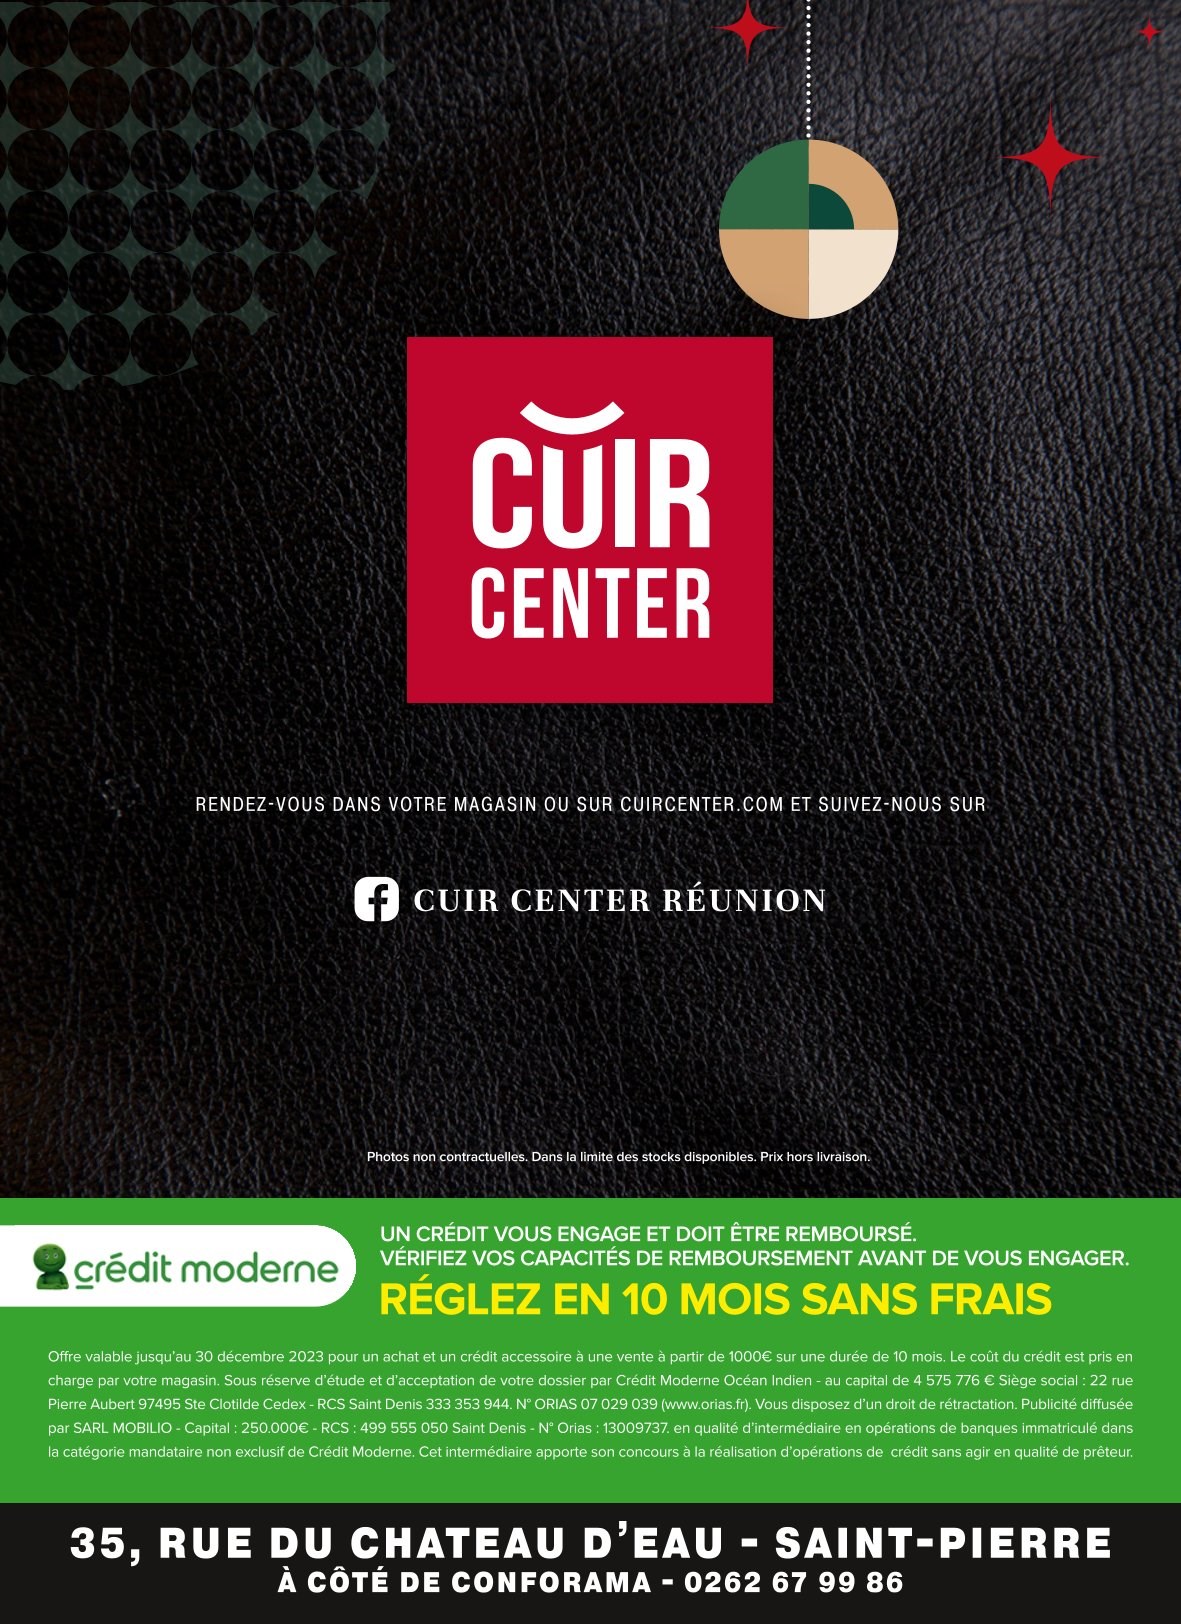 CUIR
CENTER
RENDEZ-VOUS DANS VOTRE MAGASIN OU SUR CUIRCENTER.COM ET SUIVEZ-NOUS SUR
CUIR CENTER RÉUNION
Photos non contractuelles. Dans la limite des stocks disponibles. Prix hors livraison.
crédit moderne
UN CRÉDIT VOUS ENGAGE ET DOIT ÊTRE REMBOURSÉ.
VÉRIFIEZ VOS CAPACITÉS DE REMBOURSEMENT AVANT DE VOUS ENGAGER.
RÉGLEZ EN 10 MOIS SANS FRAIS
Offre valable jusqu'au 30 décembre 2023 pour un achat et un crédit accessoire à une vente à partir de 1000€ sur une durée de 10 mois. Le coût du crédit est pris en
charge par votre magasin. Sous réserve d'étude et d'acceptation de votre dossier par Crédit Moderne Océan Indien - au capital de 4 575 776 € Siège social : 22 rue
Pierre Aubert 97495 Ste Clotilde Cedex - RCS Saint Denis 333 353 944. N° ORIAS 07 029 039 (www.orias.fr). Vous disposez d'un droit de rétractation. Publicité diffusée
par SARL MOBILIO - Capital : 250.000€ - RCS : 499 555 050 Saint Denis - N° Orias : 13009737. en qualité d'intermédiaire en opérations de banques immatriculé dans
la catégorie mandataire non exclusif de Crédit Moderne. Cet intermédiaire apporte son concours à la réalisation d'opérations de crédit sans agir en qualité de prêteur.
35, RUE DU CHATEAU D'EAU - SAINT-PIERRE
À CÔTÉ DE CONFORAMA - 0262 67 99 86